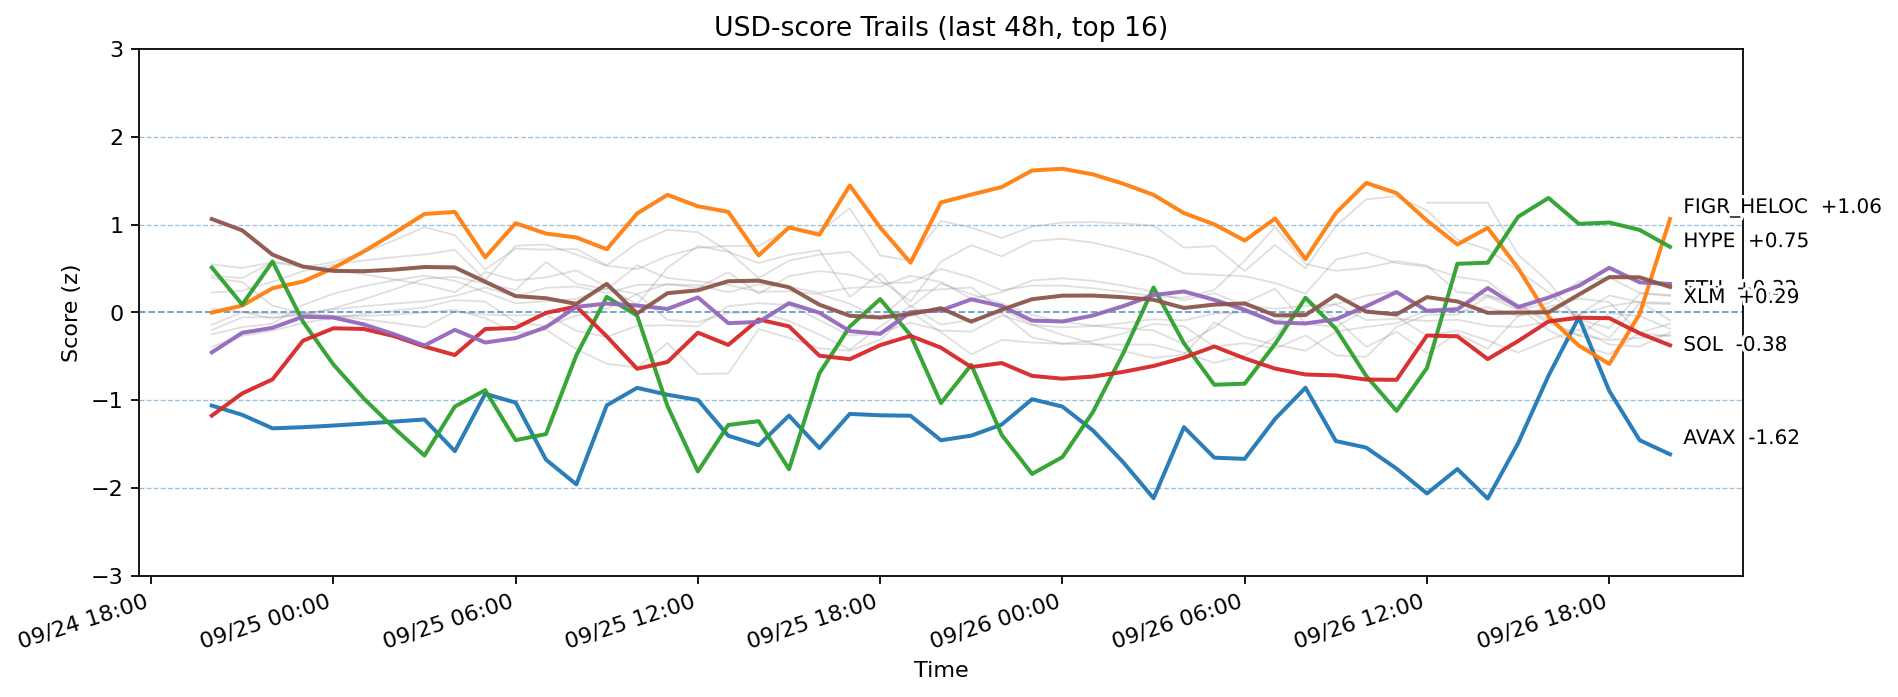 USD-score Trails (last 48h, top 16)
Score (z)
3
2
1
0
−1
−2
−3
FIGR_HELOC +1.06
HYPE +0.75
XLM +0.29
SOL -0.38
AVAX -1.62
09/24 18:00
09/25 00:00
09/25 06:00
09/25 12:00
09/25 18:00
09/26 00:00
09/26 06:00
09/26 12:00
09/26 18:00
Time